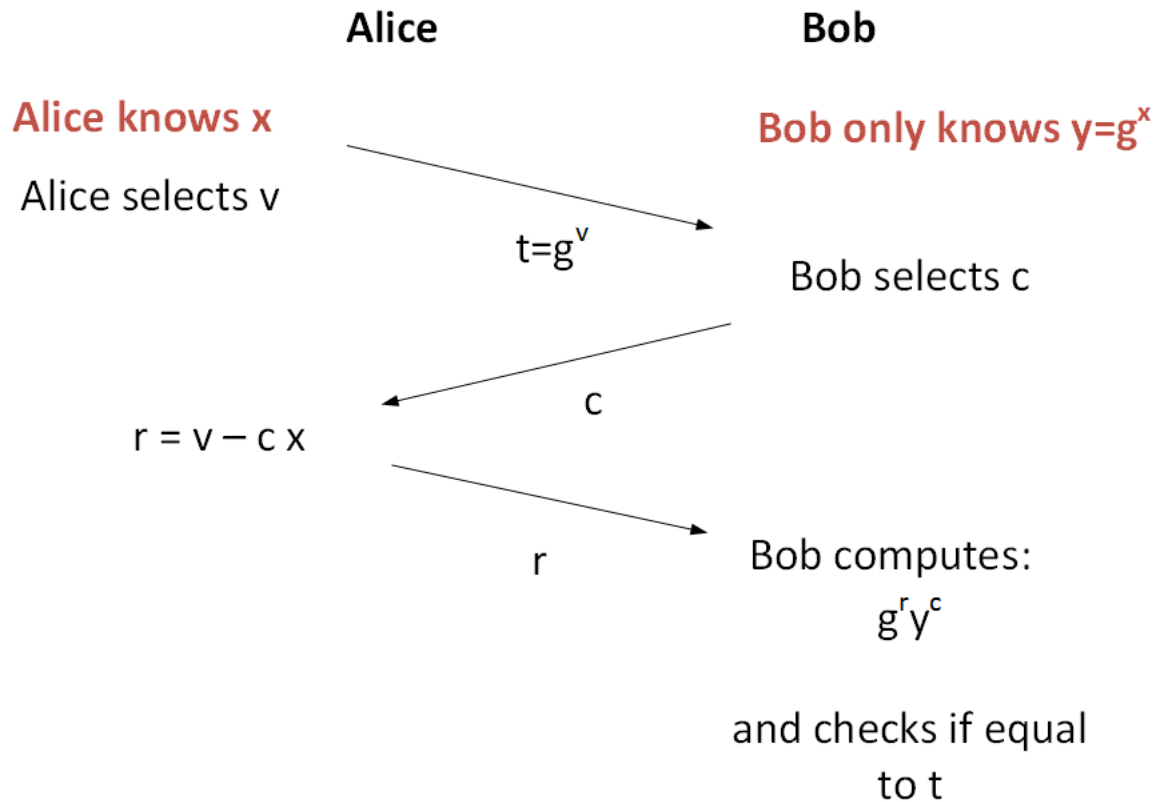 Alice
Bob
Alice knows x
Bob only knows y=gˣ
Alice selects v
t=gᵛ
Bob selects c
c
r = v – c x
r
Bob computes:
gʳyᶜ
and checks if equal
to t